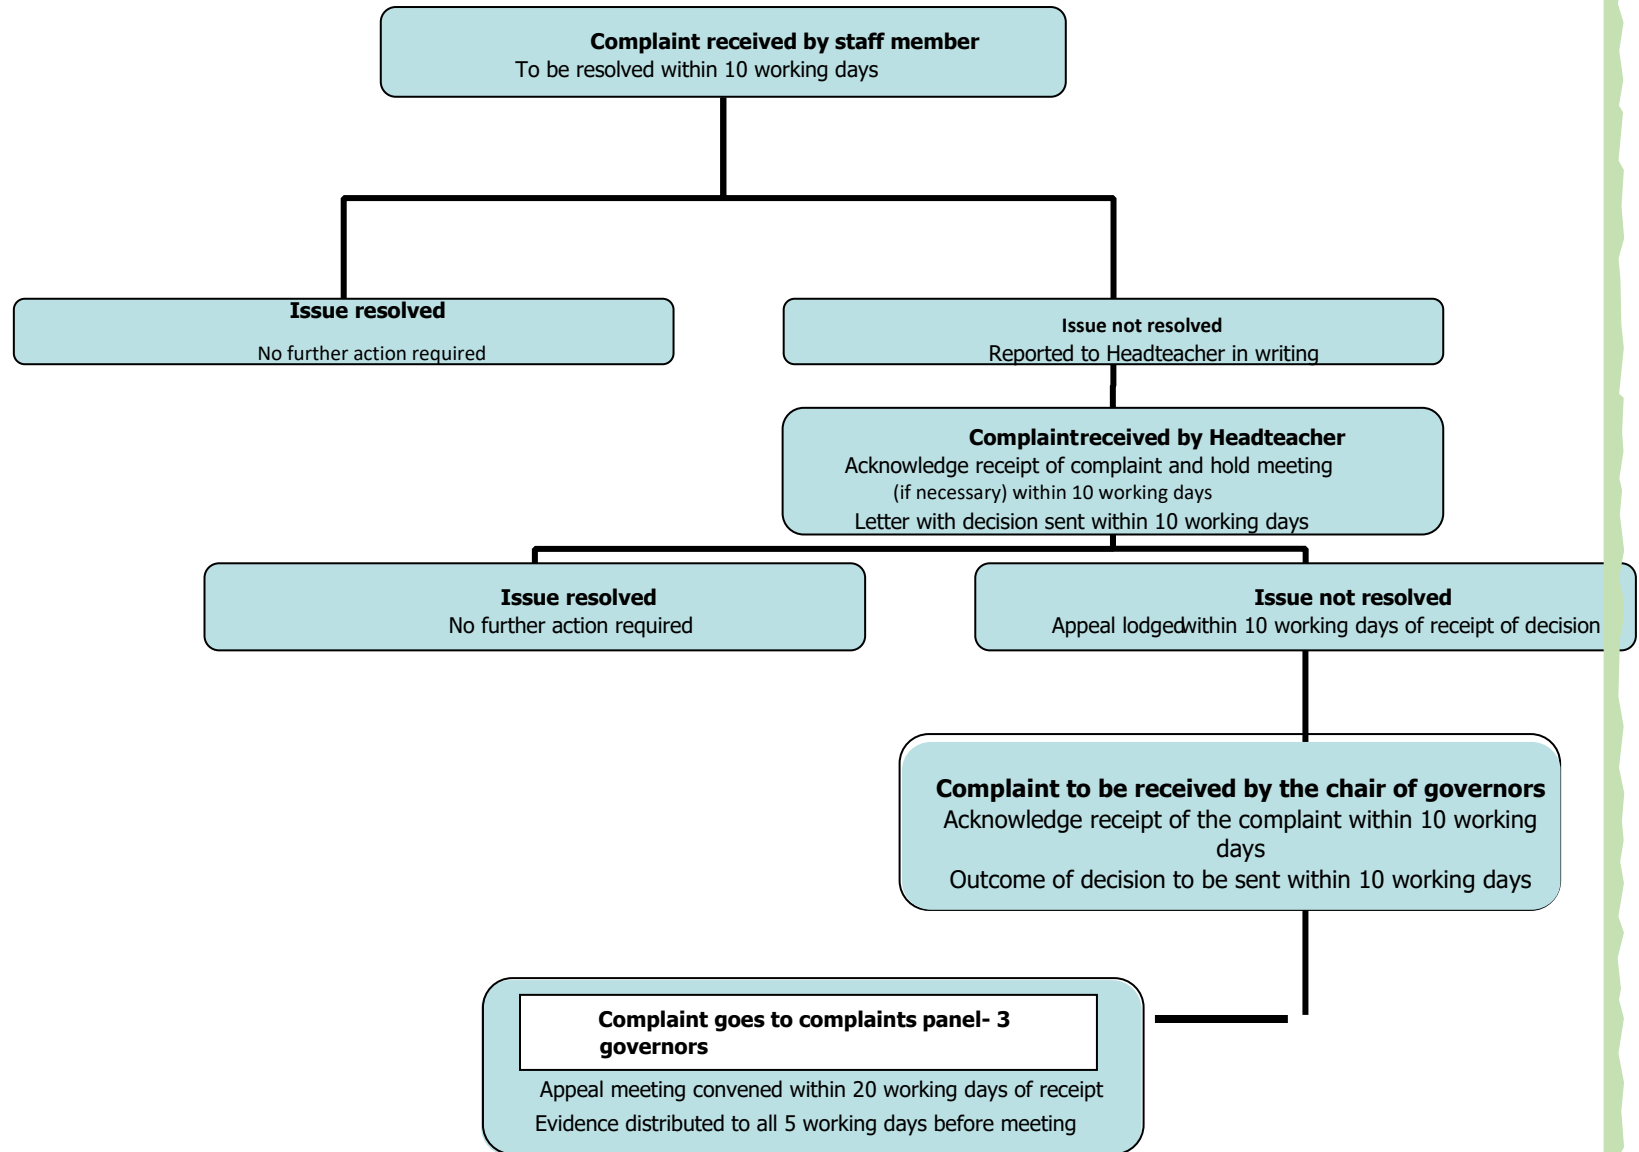 Complaint received by staff member
To be resolved within 10 working days
Issue resolved
No further action required
Issue not resolved
Reported to Headteacher in writing
Complaintreceived by Headteacher
Acknowledge receipt of complaint and hold meeting
(if necessary) within 10 working days
Letter with decision sent within 10 working days
Issue resolved
No further action required
Issue not resolved
Appeal lodgedwithin 10 working days of receipt of decision
Complaint to be received by the chair of governors
Acknowledge receipt of the complaint within 10 working
days
Outcome of decision to be sent within 10 working days
Complaint goes to complaints panel- 3
governors
Appeal meeting convened within 20 working days of receipt
Evidence distributed to all 5 working days before meeting